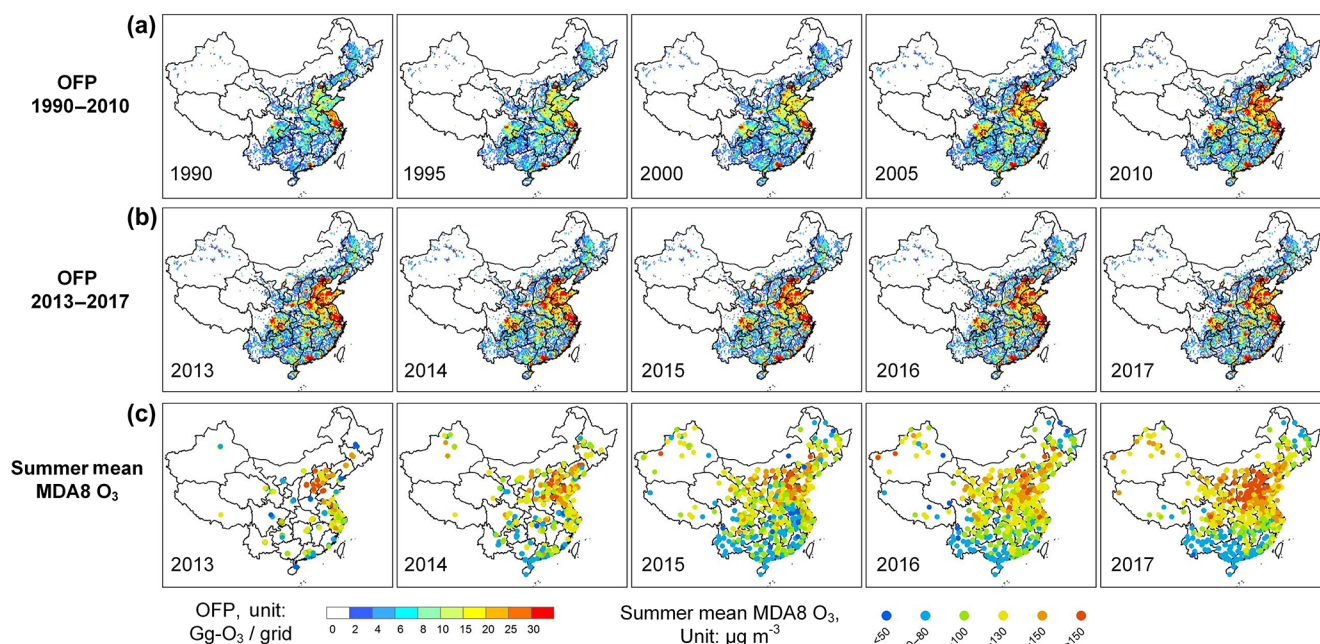 (a)
OFP
1990–2010
1990
1995
2000
2005
2010
(b)
OFP
2013–2017
2013
2014
2015
2016
2017
(c)
Summer mean
MDA8 O₃
2013
2014
2015
2016
2017
OFP, unit:
Gg-O₃ / grid
0 2 4 6 8 10 15 20 25 30
Summer mean MDA8 O₃,
Unit: µg m⁻³